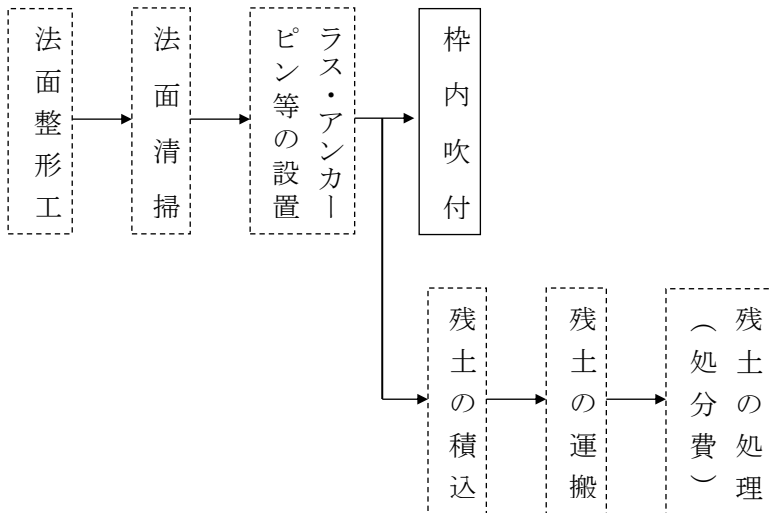 法面整形工
法面清掃
ラス・アンカー
ピン等の設置
枠内吹付
残土の積込
残土の運搬
残土の処理
（処分費）